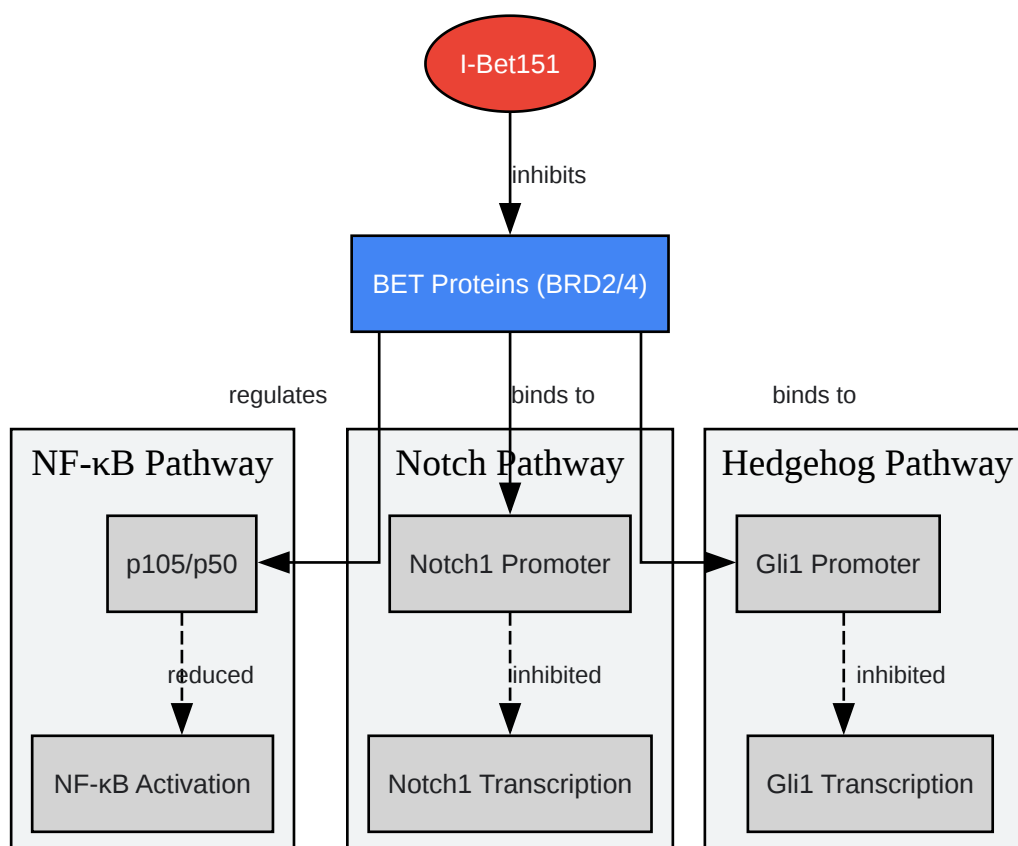 I-Bet151
inhibits
BET Proteins (BRD2/4)
regulates
binds to
binds to
NF-κB Pathway
Notch Pathway
Hedgehog Pathway
p105/p50
Notch1 Promoter
Gli1 Promoter
reduced
inhibited
inhibited
NF-κB Activation
Notch1 Transcription
Gli1 Transcription